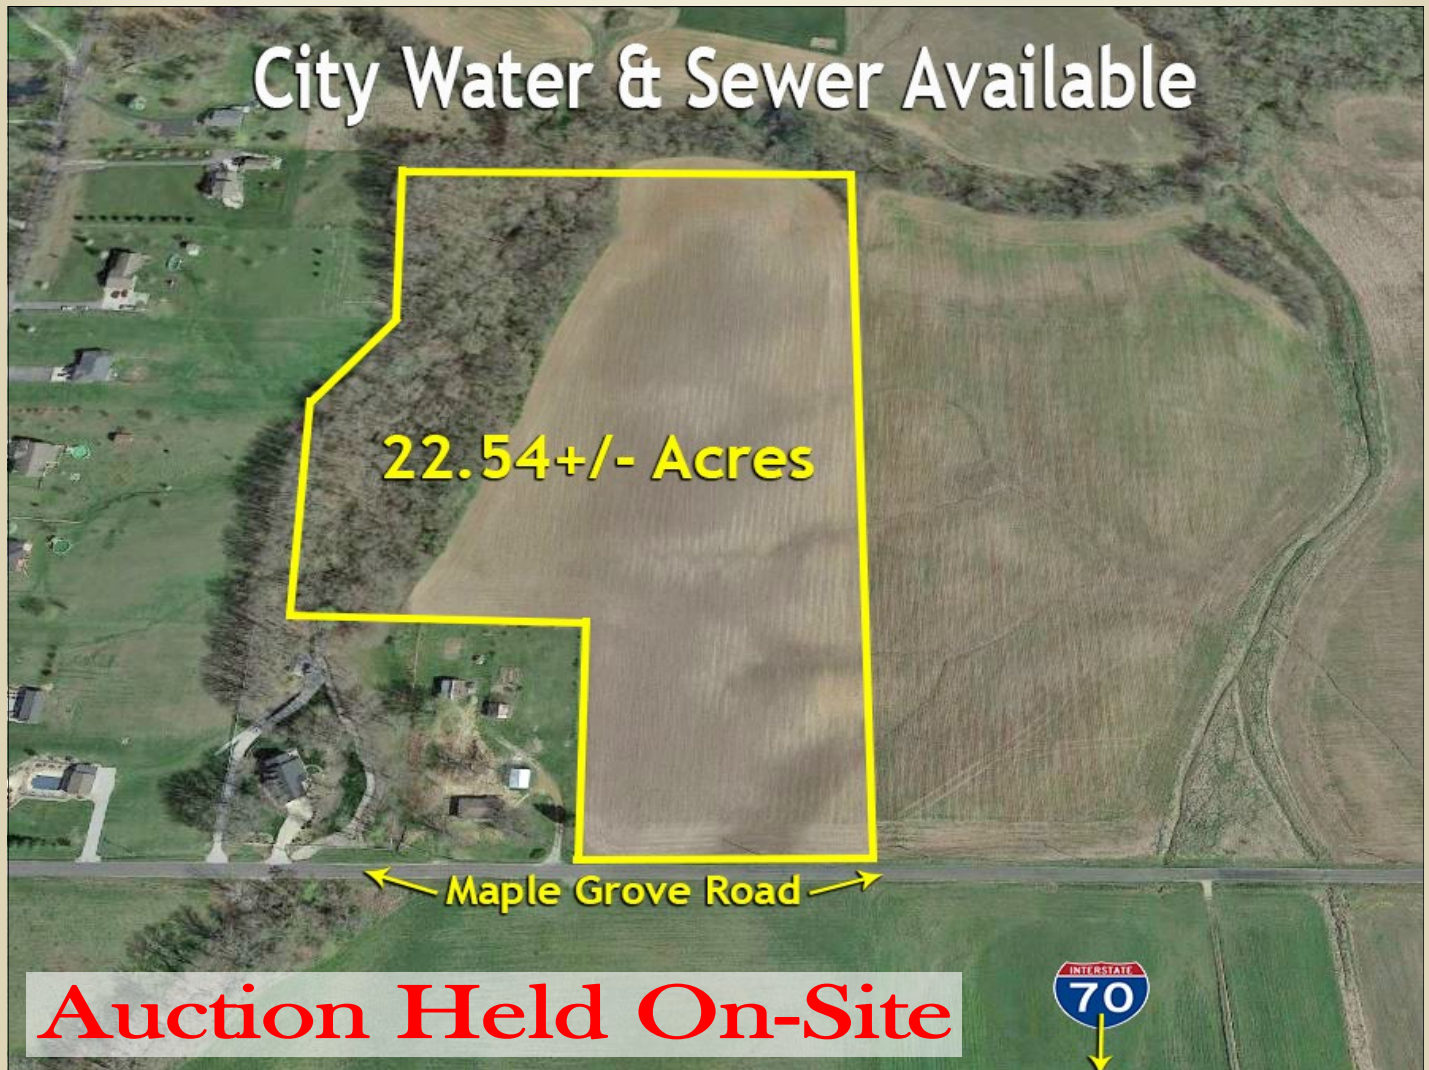 City Water & Sewer Available
22.54+/- Acres
Maple Grove Road
Auction Held On-Site
INTERSTATE
70